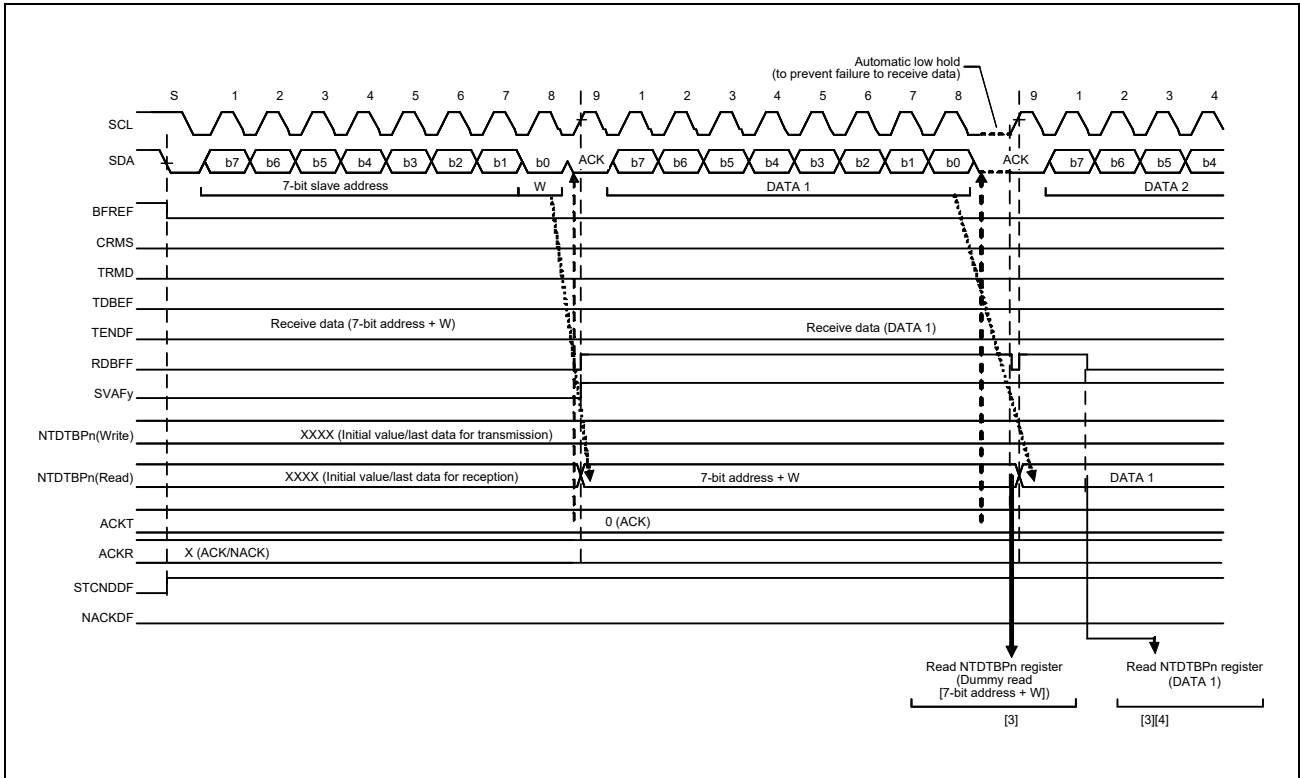 Automatic low hold
(to prevent failure to receive data)
S 1 2 3 4 5 6 7 8 9 1 2 3 4 5 6 7 8 9 1 2 3 4
SCL
SDA b7 b6 b5 b4 b3 b2 b1 b0 ACK b7 b6 b5 b4 b3 b2 b1 b0 ACK b7 b6 b5 b4
7-bit slave address W DATA 1 DATA 2
BFREF
CRMS
TRMD
TDBEF
Receive data (7-bit address + W) Receive data (DATA 1)
TENDF
RDBFF
SVAFy
NTDTBPn(Write) XXXX (Initial value/last data for transmission)
NTDTBPn(Read) XXXX (Initial value/last data for reception) 7-bit address + W DATA 1
ACKT 0 (ACK)
ACKR X (ACK/NACK)
STCNDDF
NACKDF
Read NTDTBPn register
(Dummy read
[7-bit address + W])
[3]
Read NTDTBPn register
(DATA 1)
[3][4]